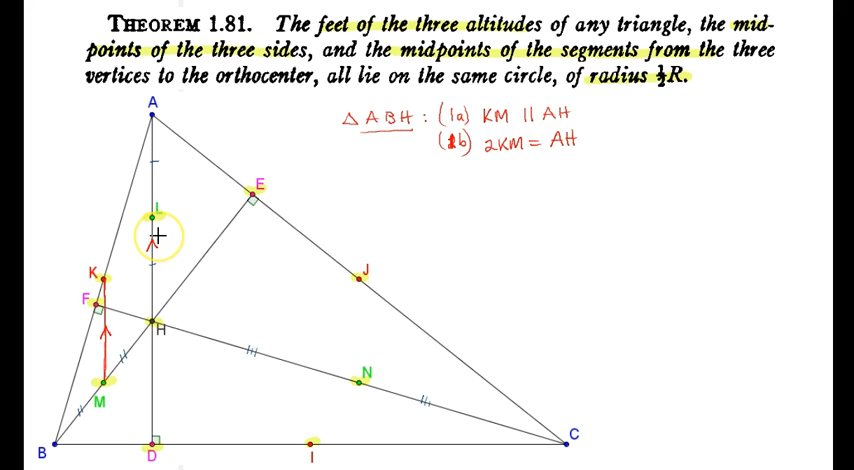 THEOREM 1.81. The feet of the three altitudes of any triangle, the mid-
points of the three sides, and the midpoints of the segments from the three
vertices to the orthocenter, all lie on the same circle, of radius ½R.
A
△ABH : (1a) KM || AH
(1b) 2KM = AH
E
L
K
J
F
H
N
M
B
D
I
C